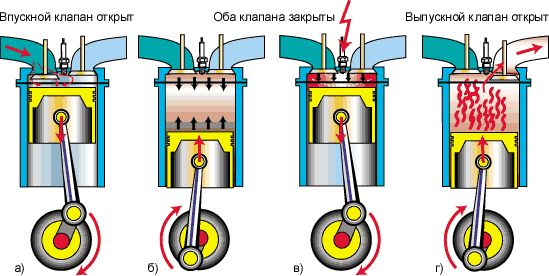 Впускной клапан открыт
Оба клапана закрыты
Выпускной клапан открыт
а)
б)
в)
г)